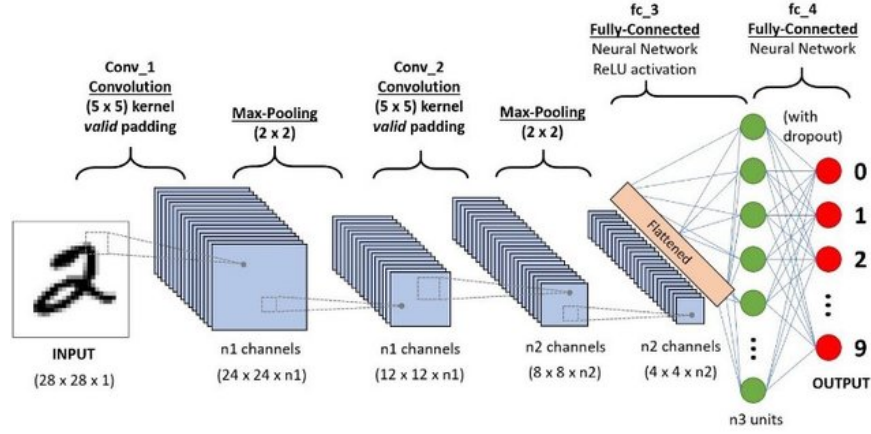 fc_3
Fully-Connected
Neural Network
ReLU activation
fc_4
Fully-Connected
Neural Network
Conv_1
Convolution
(5 x 5) kernel
valid padding
Max-Pooling
(2 x 2)
Conv_2
Convolution
(5 x 5) kernel
valid padding
Max-Pooling
(2 x 2)
(with
dropout)
Flattened
0
1
2
9
INPUT
(28 x 28 x 1)
n1 channels
(24 x 24 x n1)
n1 channels
(12 x 12 x n1)
n2 channels
(8 x 8 x n2)
n2 channels
(4 x 4 x n2)
OUTPUT
n3 units
2